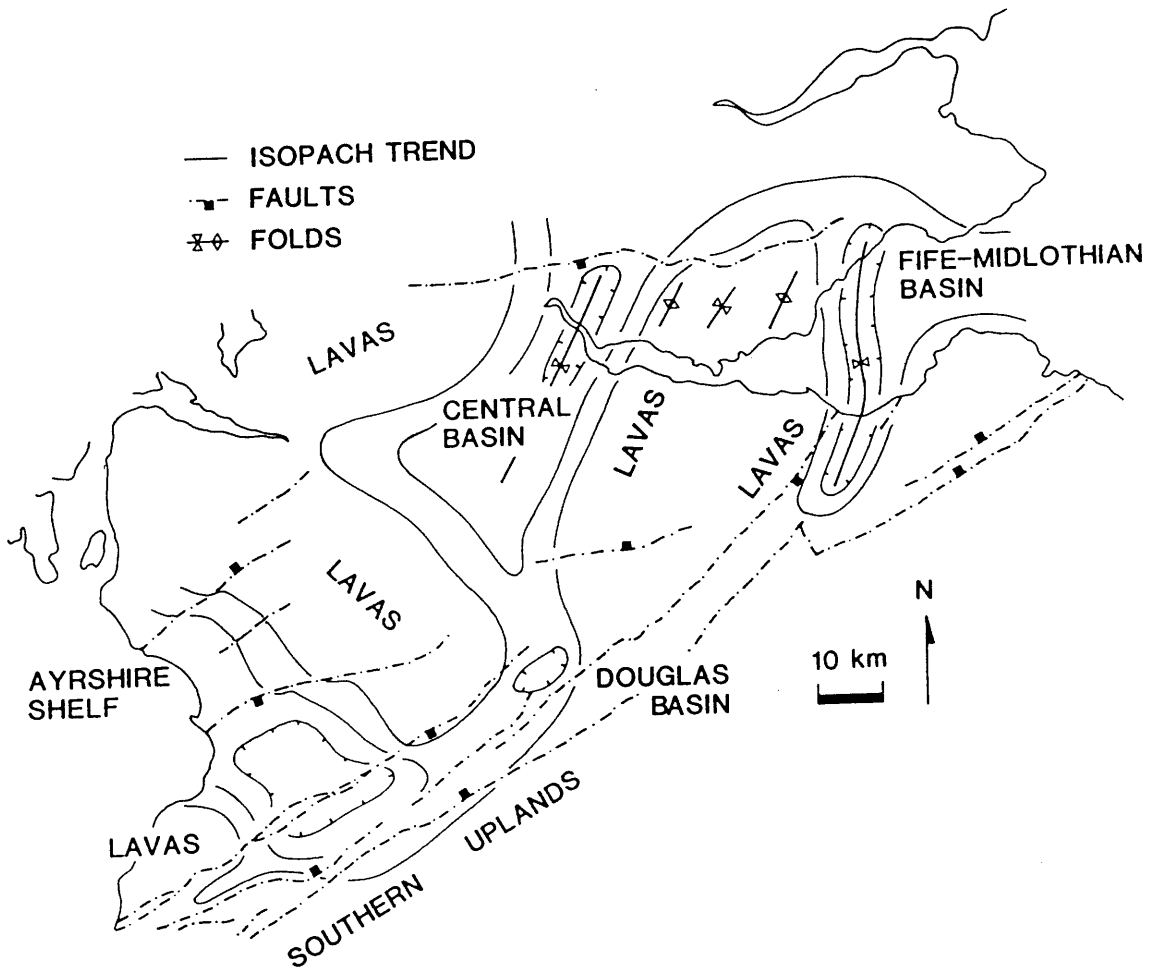 ISOPACH TREND
FAULTS
FOLDS
FIFE-MIDLOTHIAN
BASIN
LAVAS
CENTRAL
BASIN
LAVAS
LAVAS
LAVAS
N
10 km
AYRSHIRE
SHELF
DOUGLAS
BASIN
LAVAS
SOUTHERN UPLANDS